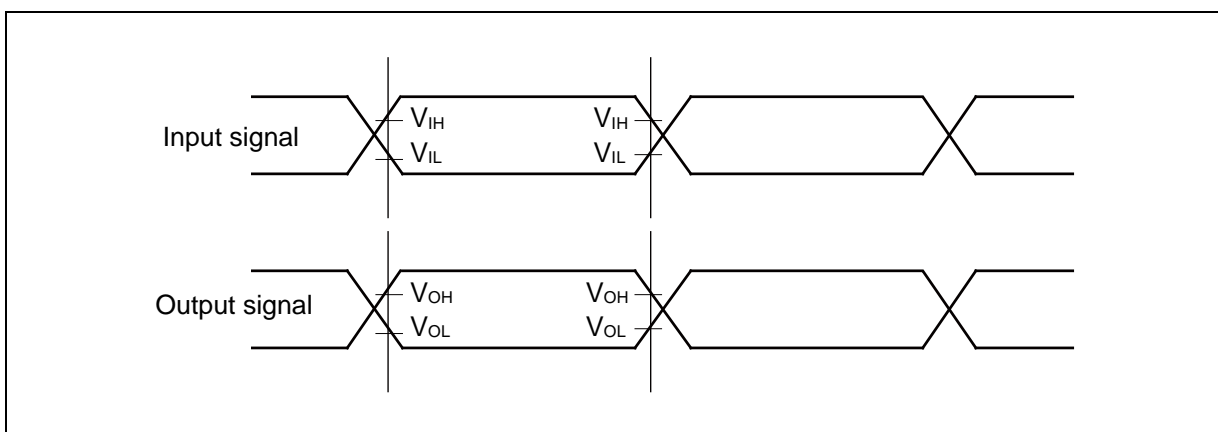 Input signal
VIH
VIH
VIL
VIL
Output signal
VOH
VOH
VOL
VOL